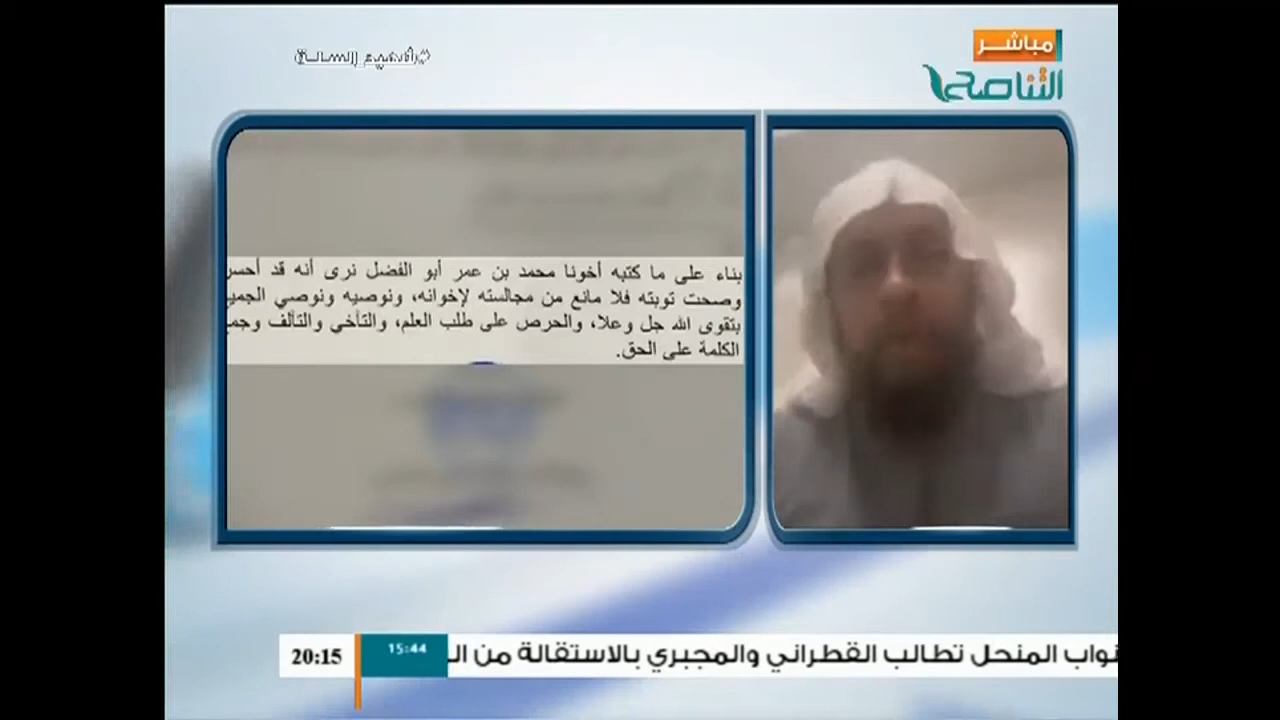 مباشر
التناصح
بناء على ما كتبه أخونا محمد بن عمر أبو الفضل نرى أنه قد أحسن
وصحت توبته فلا مانع من مجالسته لإخوانه، ونوصيه ونوصي الجميع
بتقوى الله جل وعلا، والحرص على طلب العلم، والتآخي والتآلف وجمع
الكلمة على الحق.
نواب المنحل تطالب القطراني والمجبري بالاستقالة من الـ
15:44
20:15